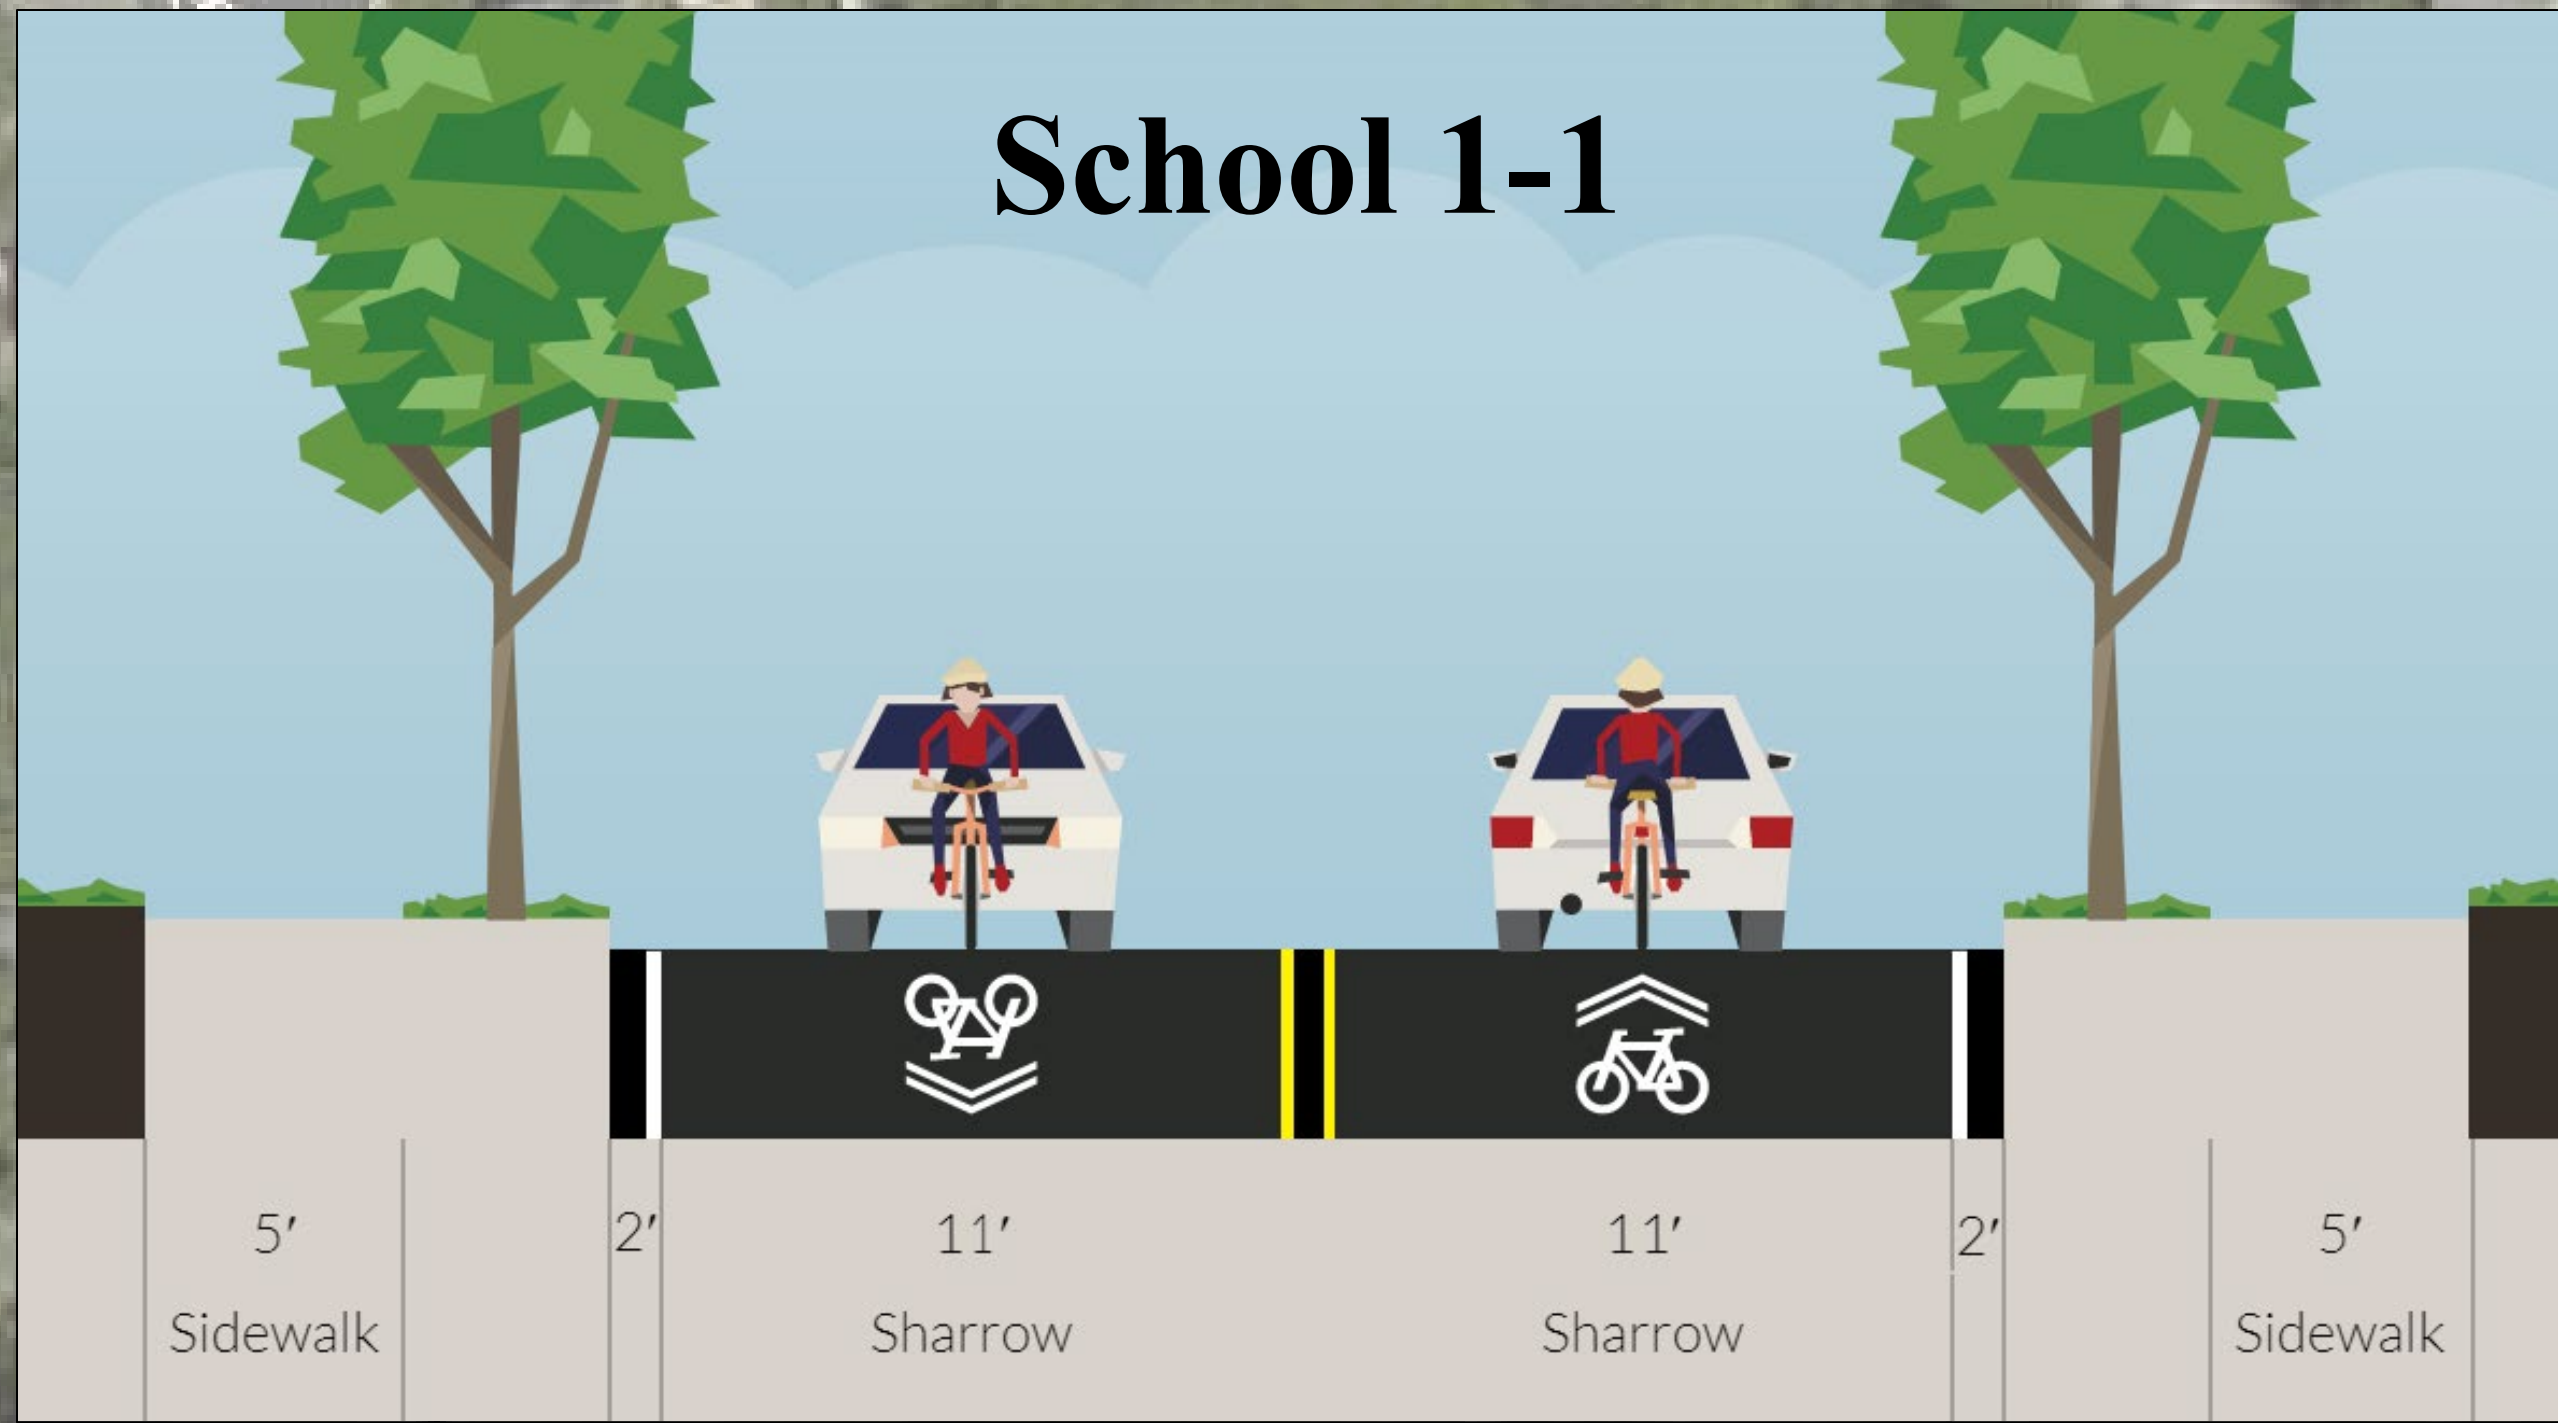 School 1-1
5′ 2′ 11′ 11′ 2′ 5′
Sidewalk Sharrow Sharrow Sidewalk